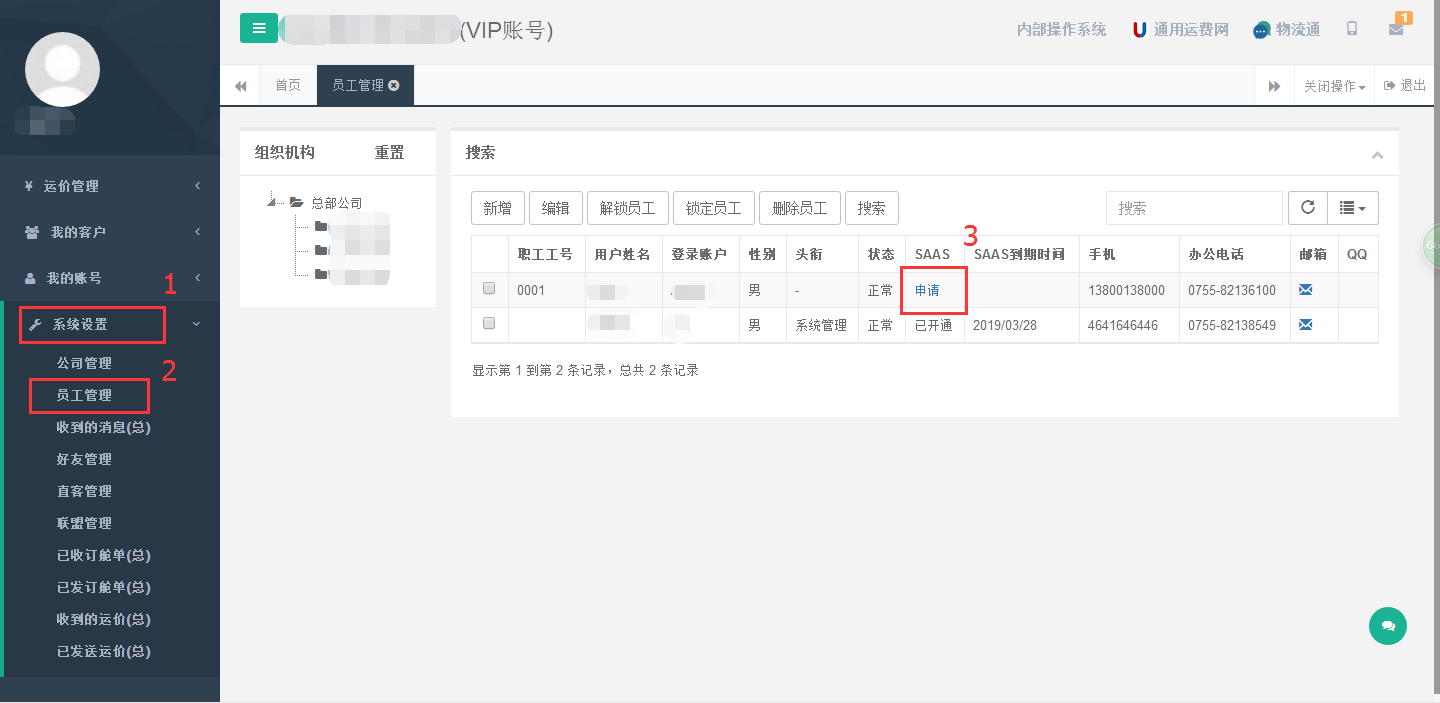 (VIP账号)
内部操作系统 通用运费网 物流通 1
首页 员工管理 关闭操作 退出
¥ 运价管理
我的客户
我的账号 1
系统设置
公司管理 2
员工管理
收到的消息(总)
好友管理
直客管理
联盟管理
已收订舱单(总)
已发订舱单(总)
收到的运价(总)
已发送运价(总)
组织机构 重置
总部公司
搜索
新增 编辑 解锁员工 锁定员工 删除员工 搜索 搜索
3
职工工号 用户姓名 登录账户 性别 头衔 状态 SAAS SAAS到期时间 手机 办公电话 邮箱 QQ
0001 男 - 正常 申请 13800138000 0755-82136100
男 系统管理 正常 已开通 2019/03/28 4641646446 0755-82138549
显示第 1 到第 2 条记录，总共 2 条记录